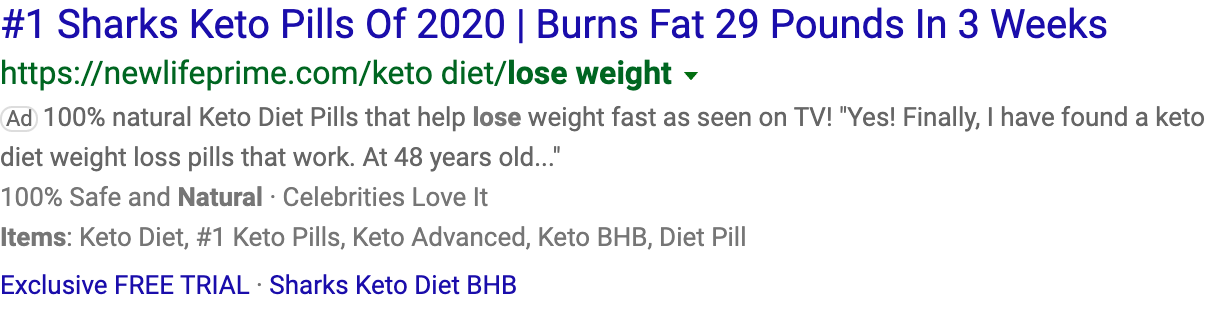 #1 Sharks Keto Pills Of 2020 | Burns Fat 29 Pounds In 3 Weeks
https://newlifeprime.com/keto diet/lose weight
Ad 100% natural Keto Diet Pills that help lose weight fast as seen on TV! "Yes! Finally, I have found a keto
diet weight loss pills that work. At 48 years old..."
100% Safe and Natural · Celebrities Love It
Items: Keto Diet, #1 Keto Pills, Keto Advanced, Keto BHB, Diet Pill
Exclusive FREE TRIAL · Sharks Keto Diet BHB